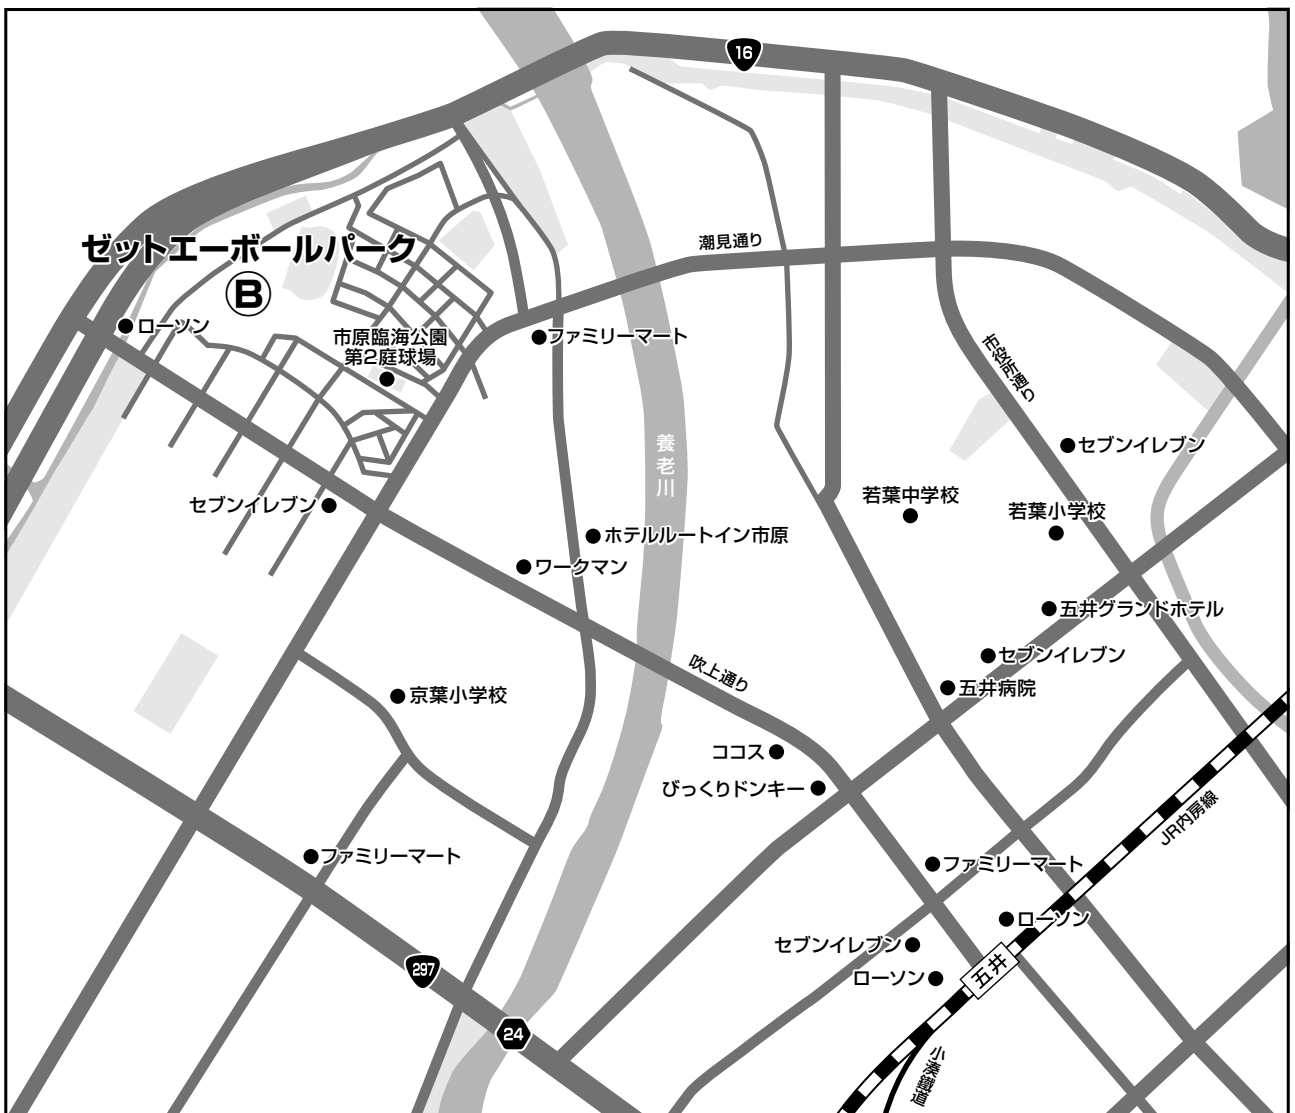 16
潮見通り
ゼットエーボールパーク
B
ローソン
市原臨海公園
第2庭球場
ファミリーマート
市役所通り
養老川
セブンイレブン
セブンイレブン
若葉中学校
若葉小学校
ホテルルートイン市原
ワークマン
五井グランドホテル
セブンイレブン
五井病院
吹上通り
京葉小学校
ココス
びっくりドンキー
JR内房線
ファミリーマート
ファミリーマート
ローソン
セブンイレブン
ローソン
五井
297
24
小湊鐵道